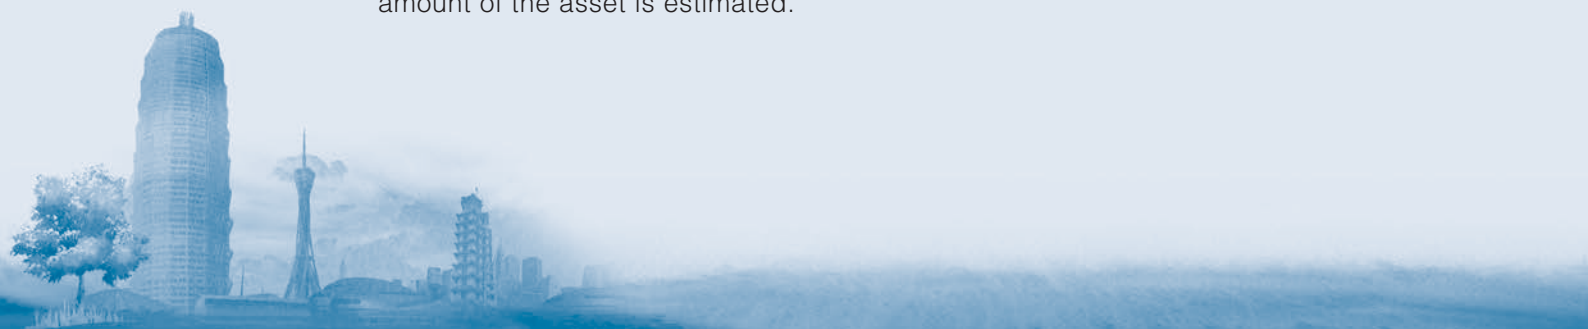 amount of the asset is estimated.